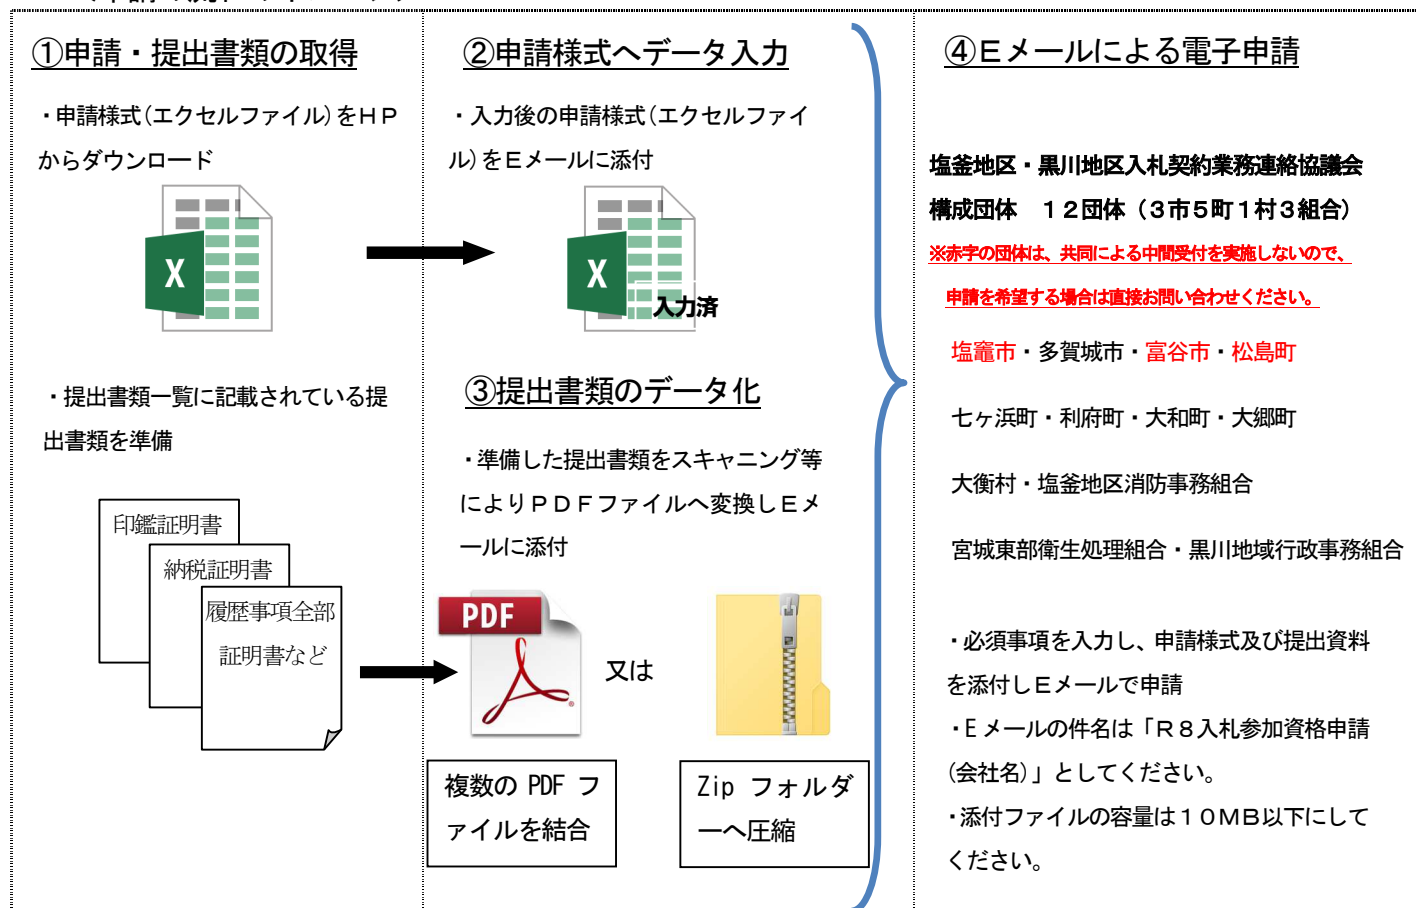 ①申請・提出書類の取得
・申請様式(エクセルファイル)をHP
からダウンロード
X
・提出書類一覧に記載されている提
出書類を準備
印鑑証明書
納税証明書
履歴事項全部
証明書など
②申請様式へデータ入力
・入力後の申請様式(エクセルファイ
ル)をEメールに添付
X
入力済
③提出書類のデータ化
・準備した提出書類をスキャニング等
によりPDFファイルへ変換しEメ
ールに添付
PDF
又は
複数の PDF フ
ァイルを結合
Zip フォルダ
ーへ圧縮
④Eメールによる電子申請
塩釜地区・黒川地区入札契約業務連絡協議会
構成団体 12団体(3市5町1村3組合)
※赤字の団体は、共同による中間受付を実施しないので、
申請を希望する場合は直接お問い合わせください。
塩竈市・多賀城市・富谷市・松島町
七ヶ浜町・利府町・大和町・大郷町
大衡村・塩釜地区消防事務組合
宮城東部衛生処理組合・黒川地域行政事務組合
・必須事項を入力し、申請様式及び提出資料
を添付しEメールで申請
・Eメールの件名は「R8入札参加資格申請
(会社名)」としてください。
・添付ファイルの容量は10MB以下にして
ください。